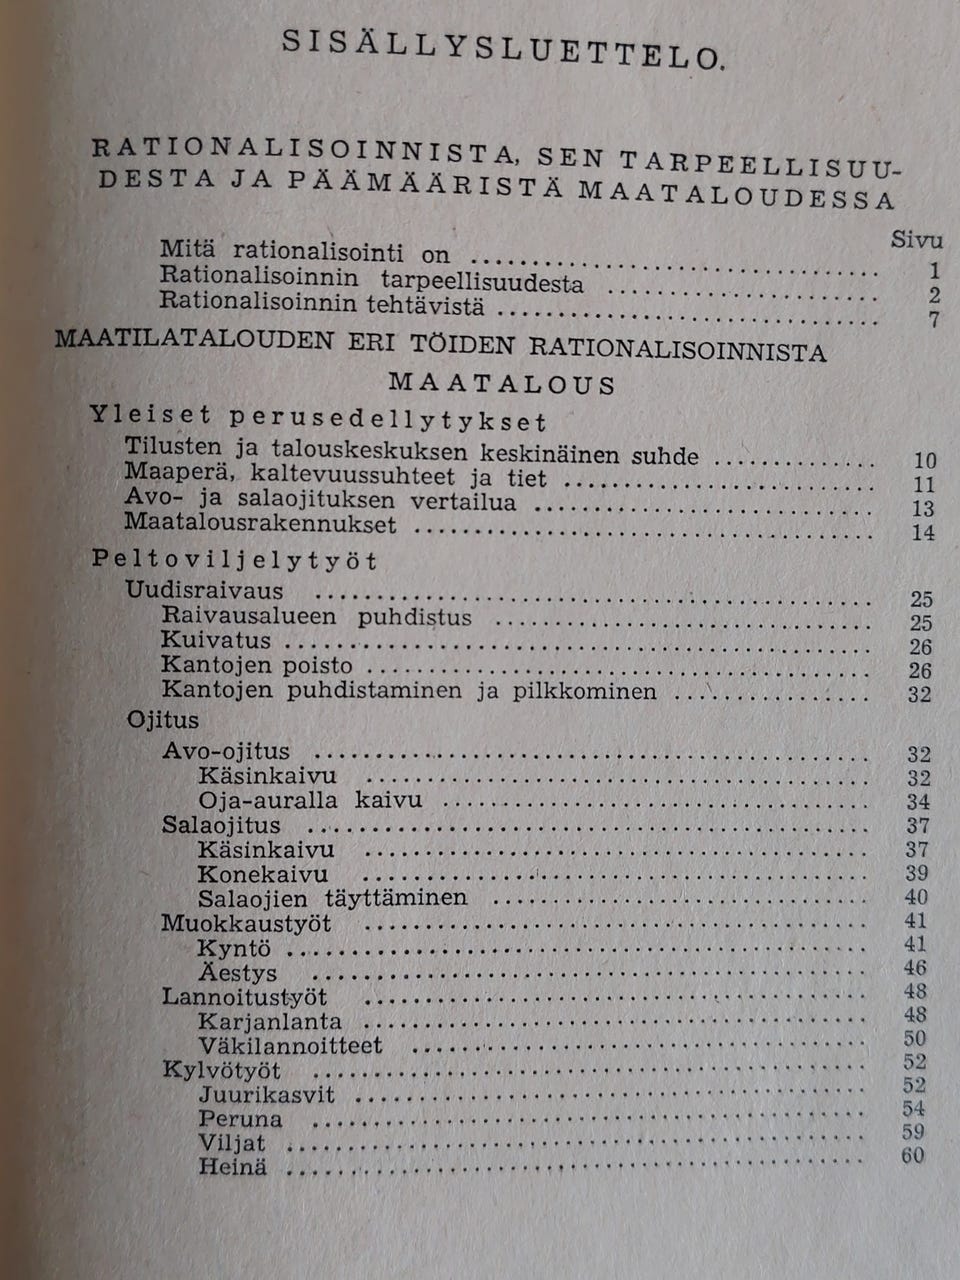 SISÄLLYSLUETTELO.
RATIONALISOINNISTA, SEN TARPEELLISUU-
DESTA JA PÄÄMÄÄRISTÄ MAATALOUDESSA
Sivu
Mitä rationalisointi on .......... 1
Rationalisoinnin tarpeellisuudesta .......... 2
Rationalisoinnin tehtävistä .......... 7
MAATILATALOUDEN ERI TÖIDEN RATIONALISOINNISTA
MAATALOUS
Yleiset perusedellytykset
Tilusten ja talouskeskuksen keskinäinen suhde .......... 10
Maaperä, kaltevuussuhteet ja tiet .......... 11
Avo- ja salaojituksen vertailua .......... 13
Maatalousrakennukset .......... 14
Peltoviljelytyöt
Uudisraivaus .......... 25
Raivausalueen puhdistus .......... 25
Kuivatus .......... 26
Kantojen poisto .......... 26
Kantojen puhdistaminen ja pilkkominen .......... 32
Ojitus
Avo-ojitus .......... 32
Käsinkaivu .......... 32
Oja-auralla kaivu .......... 34
Salaojitus .......... 37
Käsinkaivu .......... 37
Konekaivu .......... 39
Salaojien täyttäminen .......... 40
Muokkaustyöt .......... 41
Kyntö .......... 41
Äestys .......... 46
Lannoitustyöt .......... 48
Karjanlanta .......... 48
Väkilannoitteet .......... 50
Kylvötyöt .......... 52
Juurikasvit .......... 52
Peruna .......... 54
Viljat .......... 59
Heinä .......... 60